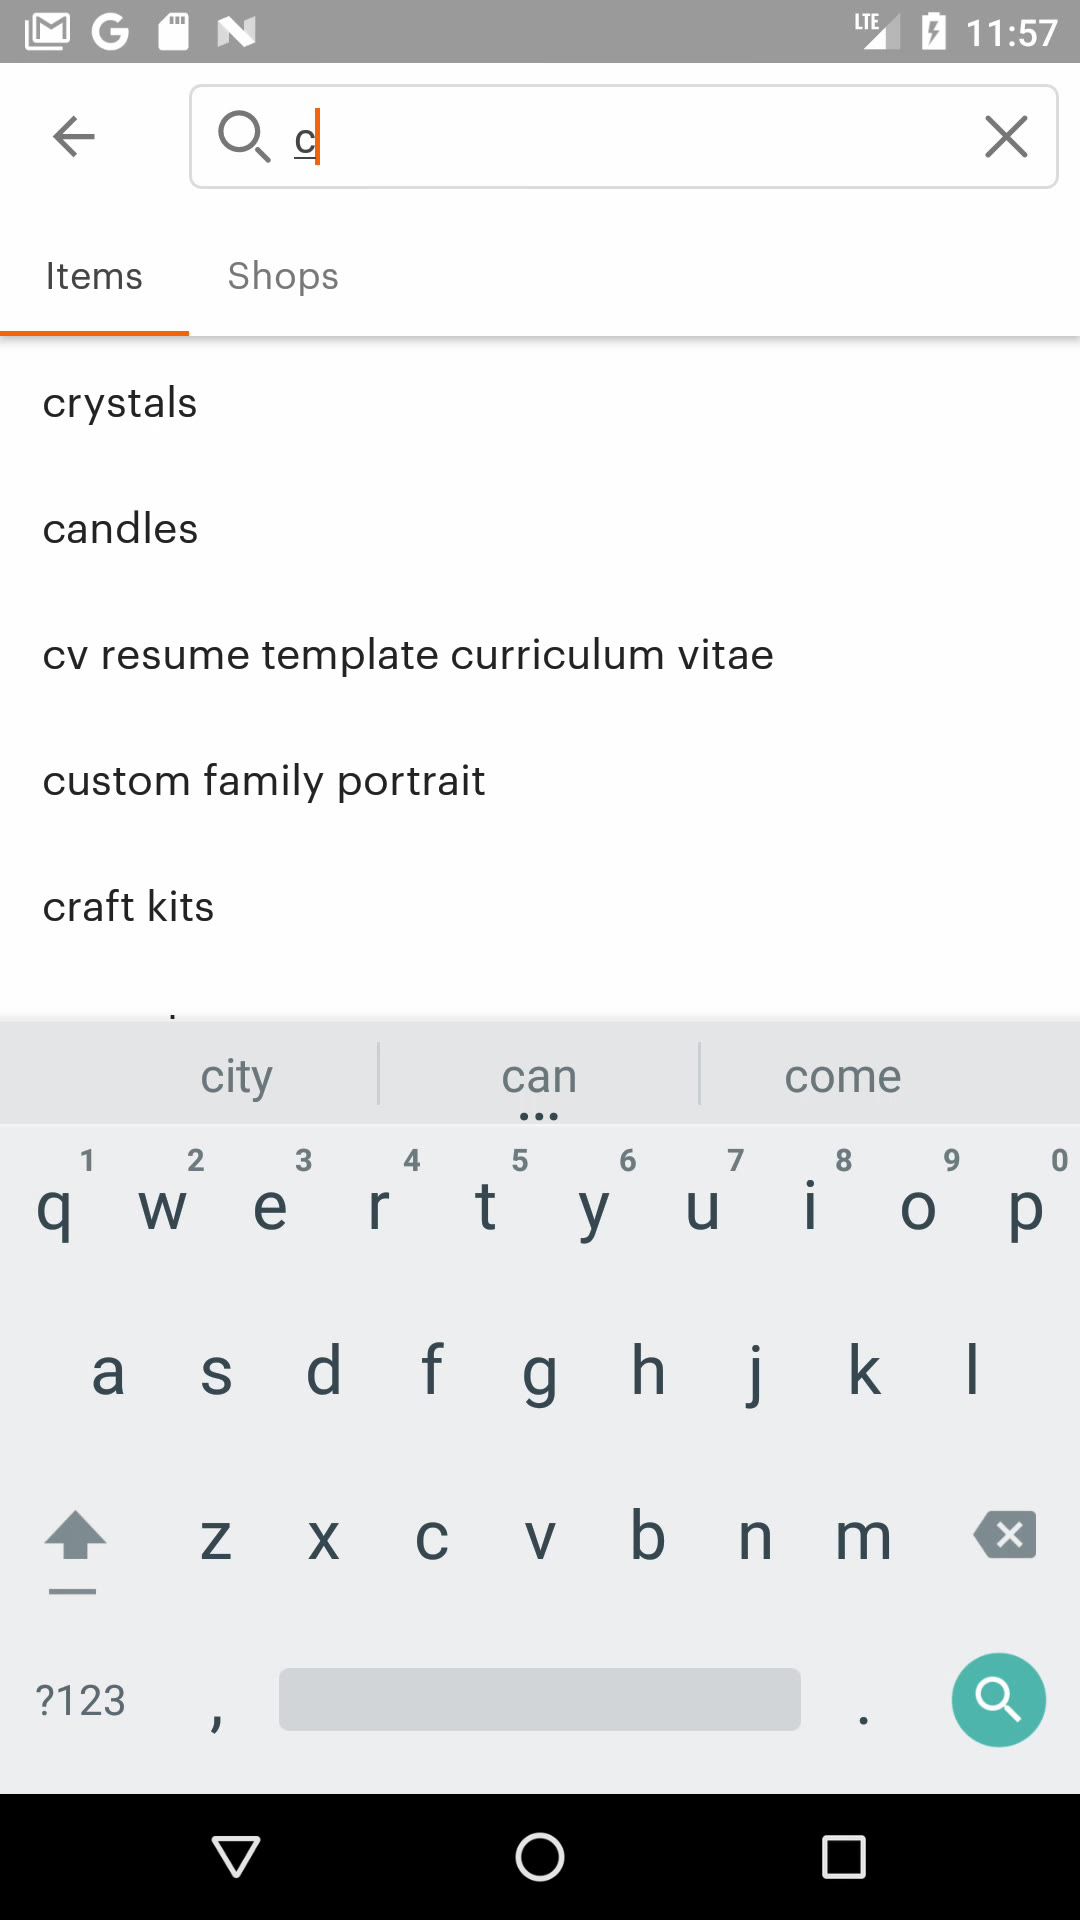 LTE 11:57
c
Items Shops
crystals
candles
cv resume template curriculum vitae
custom family portrait
craft kits
city can come
1 2 3 4 5 6 7 8 9 0
q w e r t y u i o p
a s d f g h j k l
z x c v b n m
?123 , .